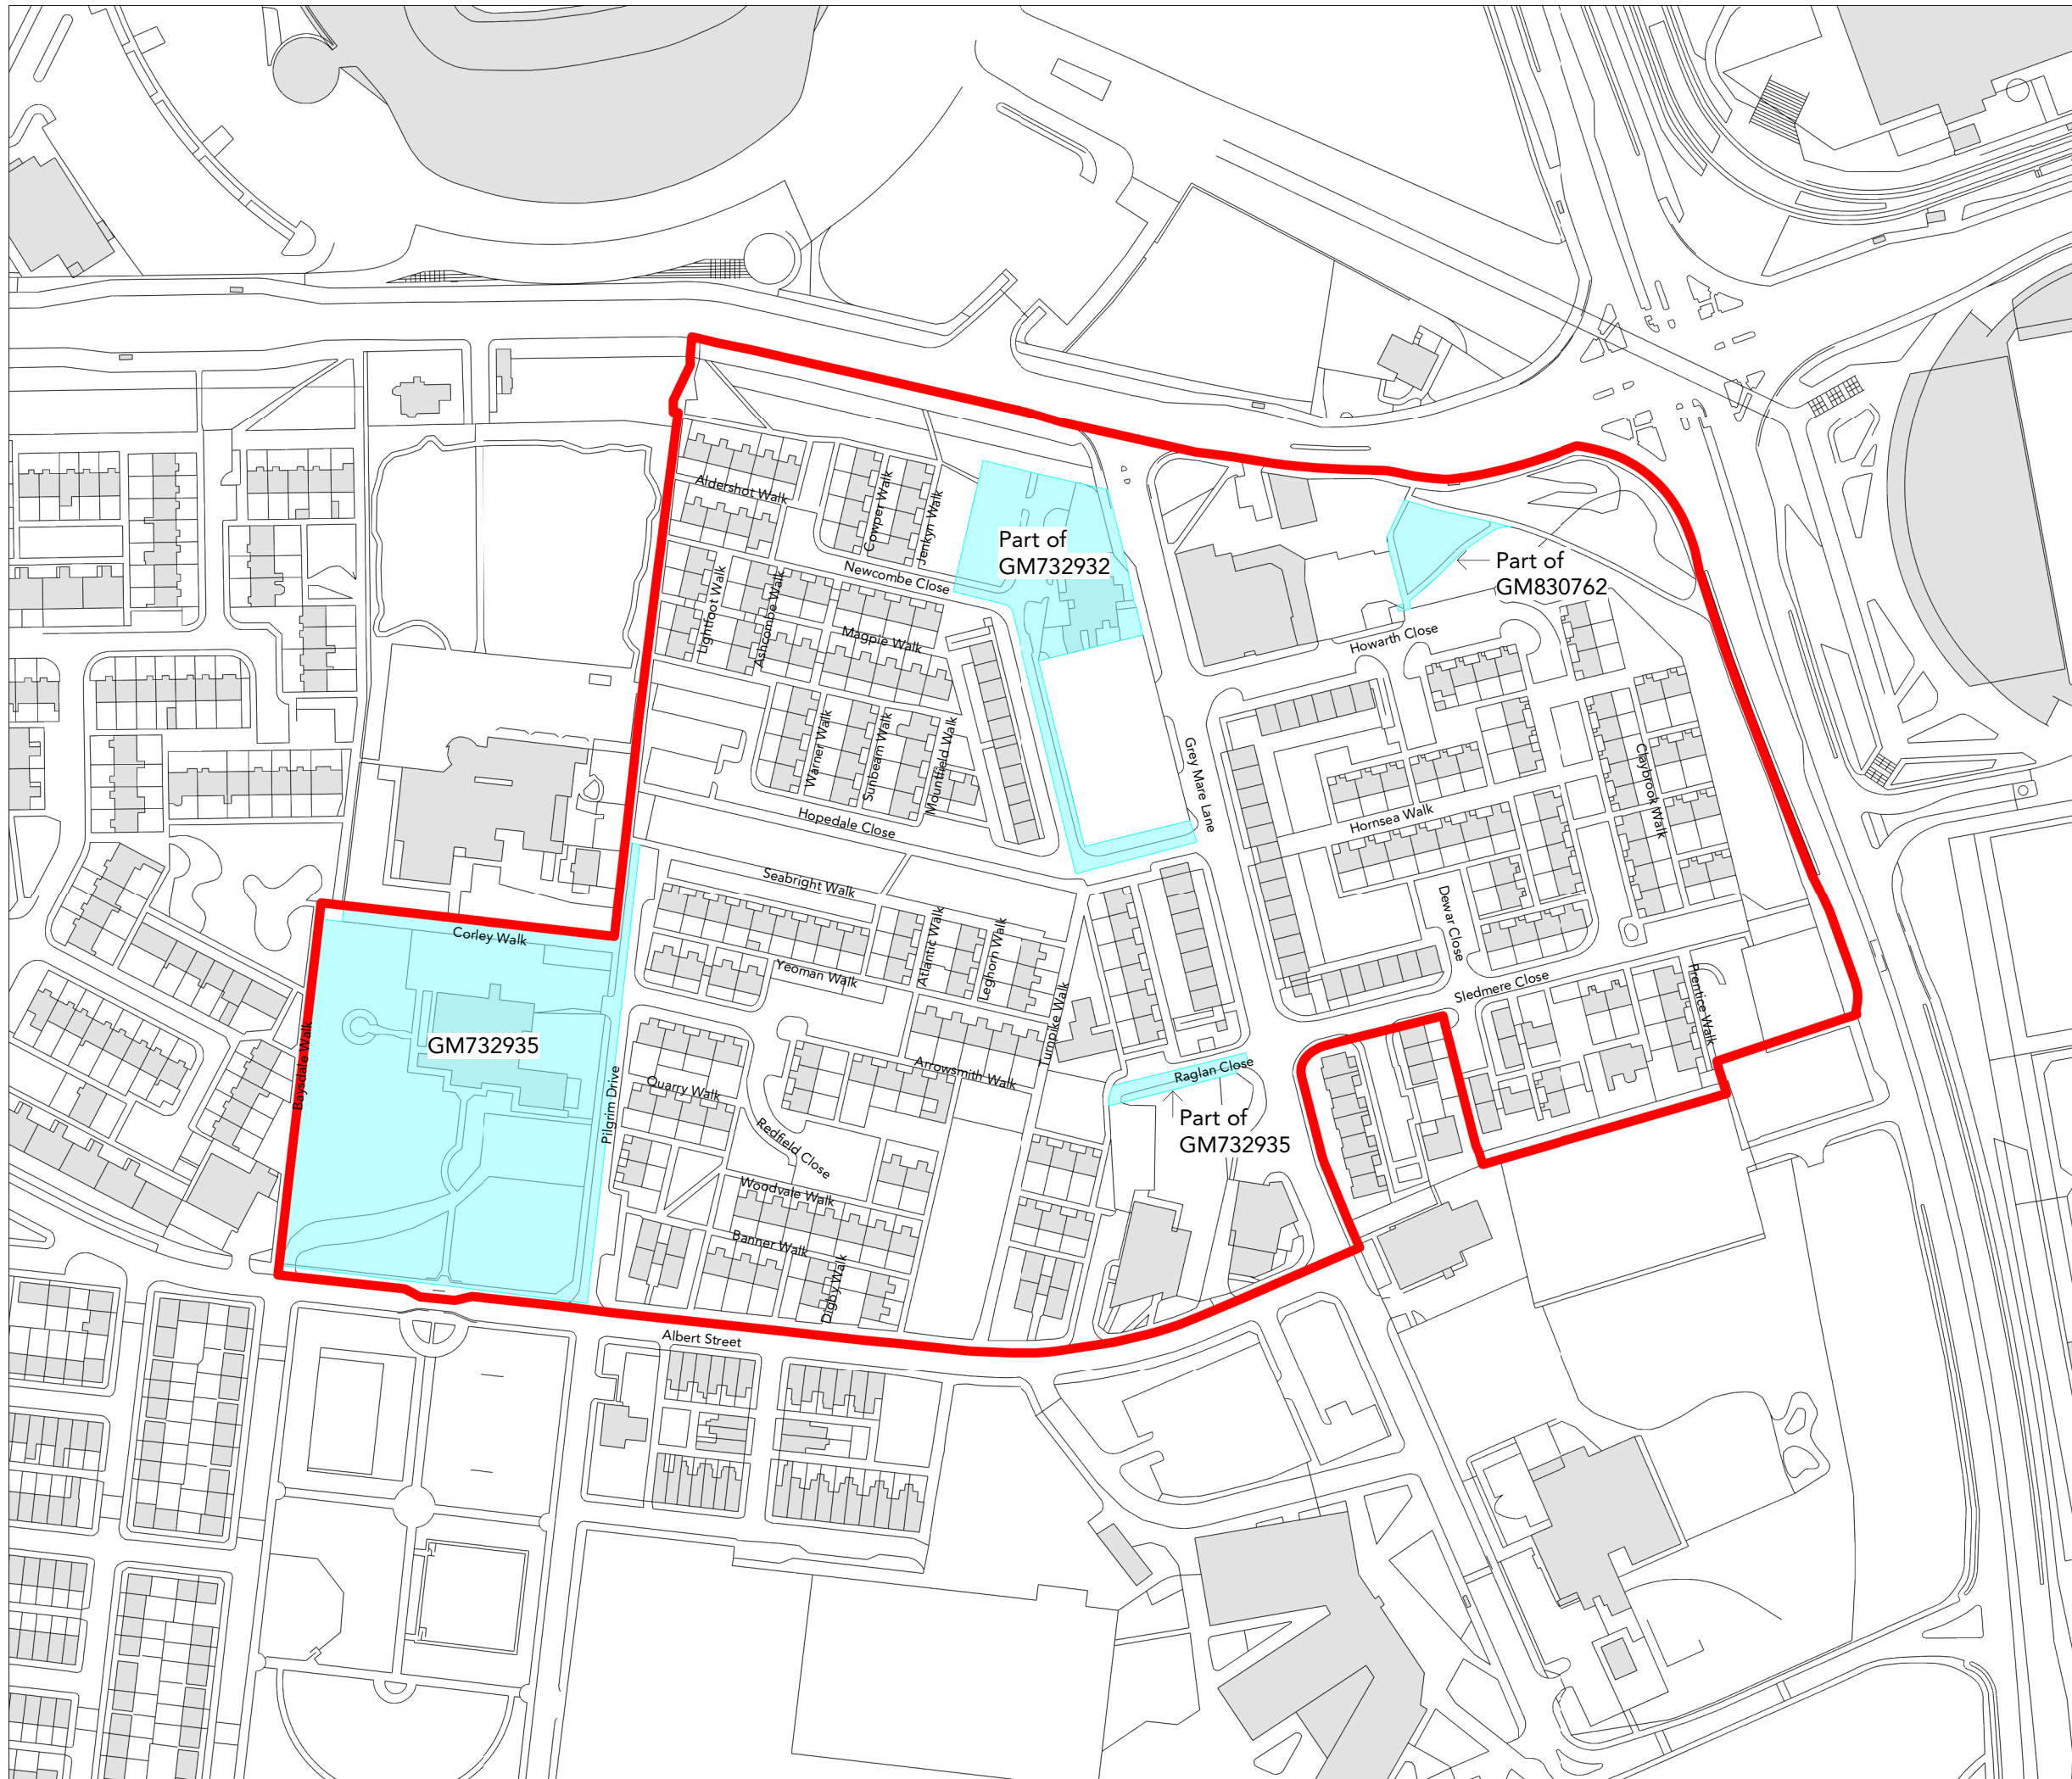 Aldershot Walk
Cowper Walk
Jenkyn Walk
Part of
GM732932
Part of
GM830762
Newcombe Close
Lightfoot Walk
Ashcombe Walk
Magpie Walk
Howarth Close
Warner Walk
Sunbeam Walk
Mountfield Walk
Grey Mare Lane
Claybrook Walk
Hopedale Close
Hornsea Walk
Seabright Walk
Corley Walk
Atlantic Walk
Leghorn Walk
Dewar Close
Yeoman Walk
Sledmere Close
Prentice Walk
GM732935
Baysdale Walk
Turnpike Walk
Arrowsmith Walk
Raglan Close
Quarry Walk
Pilgrim Drive
Part of
GM732935
Redfield Close
Woodvale Walk
Banner Walk
Digby Walk
Albert Street